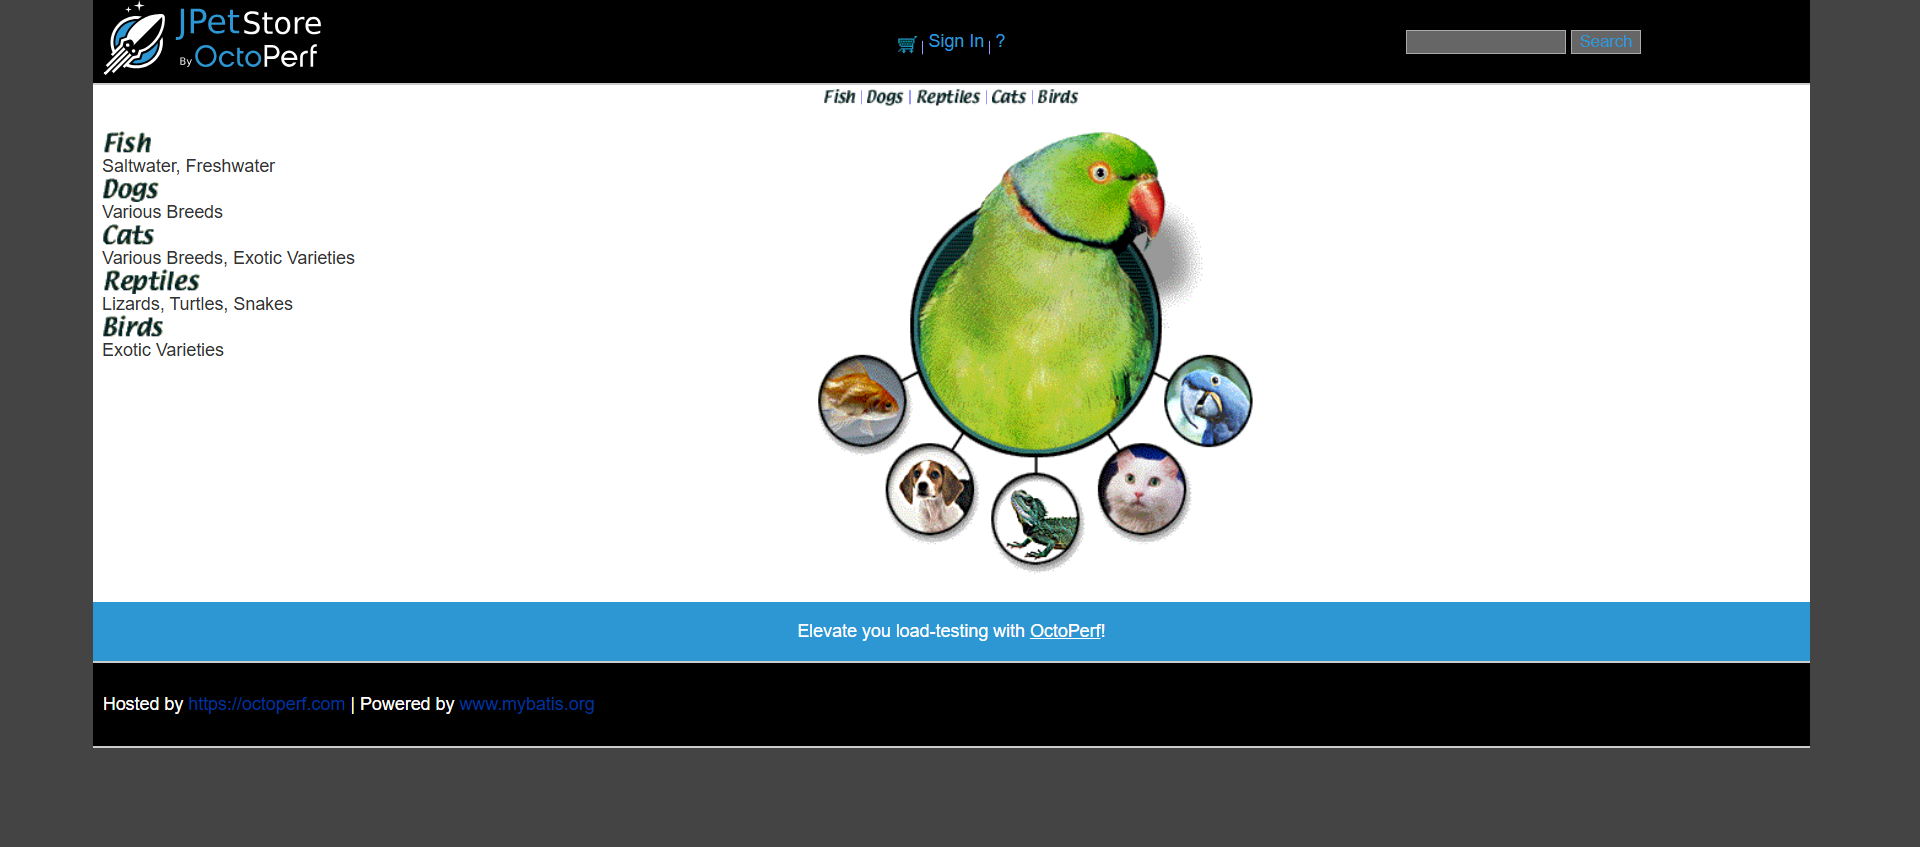 JPetStore
By OctoPerf
Sign In ?
Search
Fish Dogs Reptiles Cats Birds
Fish
Saltwater, Freshwater
Dogs
Various Breeds
Cats
Various Breeds, Exotic Varieties
Reptiles
Lizards, Turtles, Snakes
Birds
Exotic Varieties
Elevate you load-testing with OctoPerf!
Hosted by https://octoperf.com | Powered by www.mybatis.org